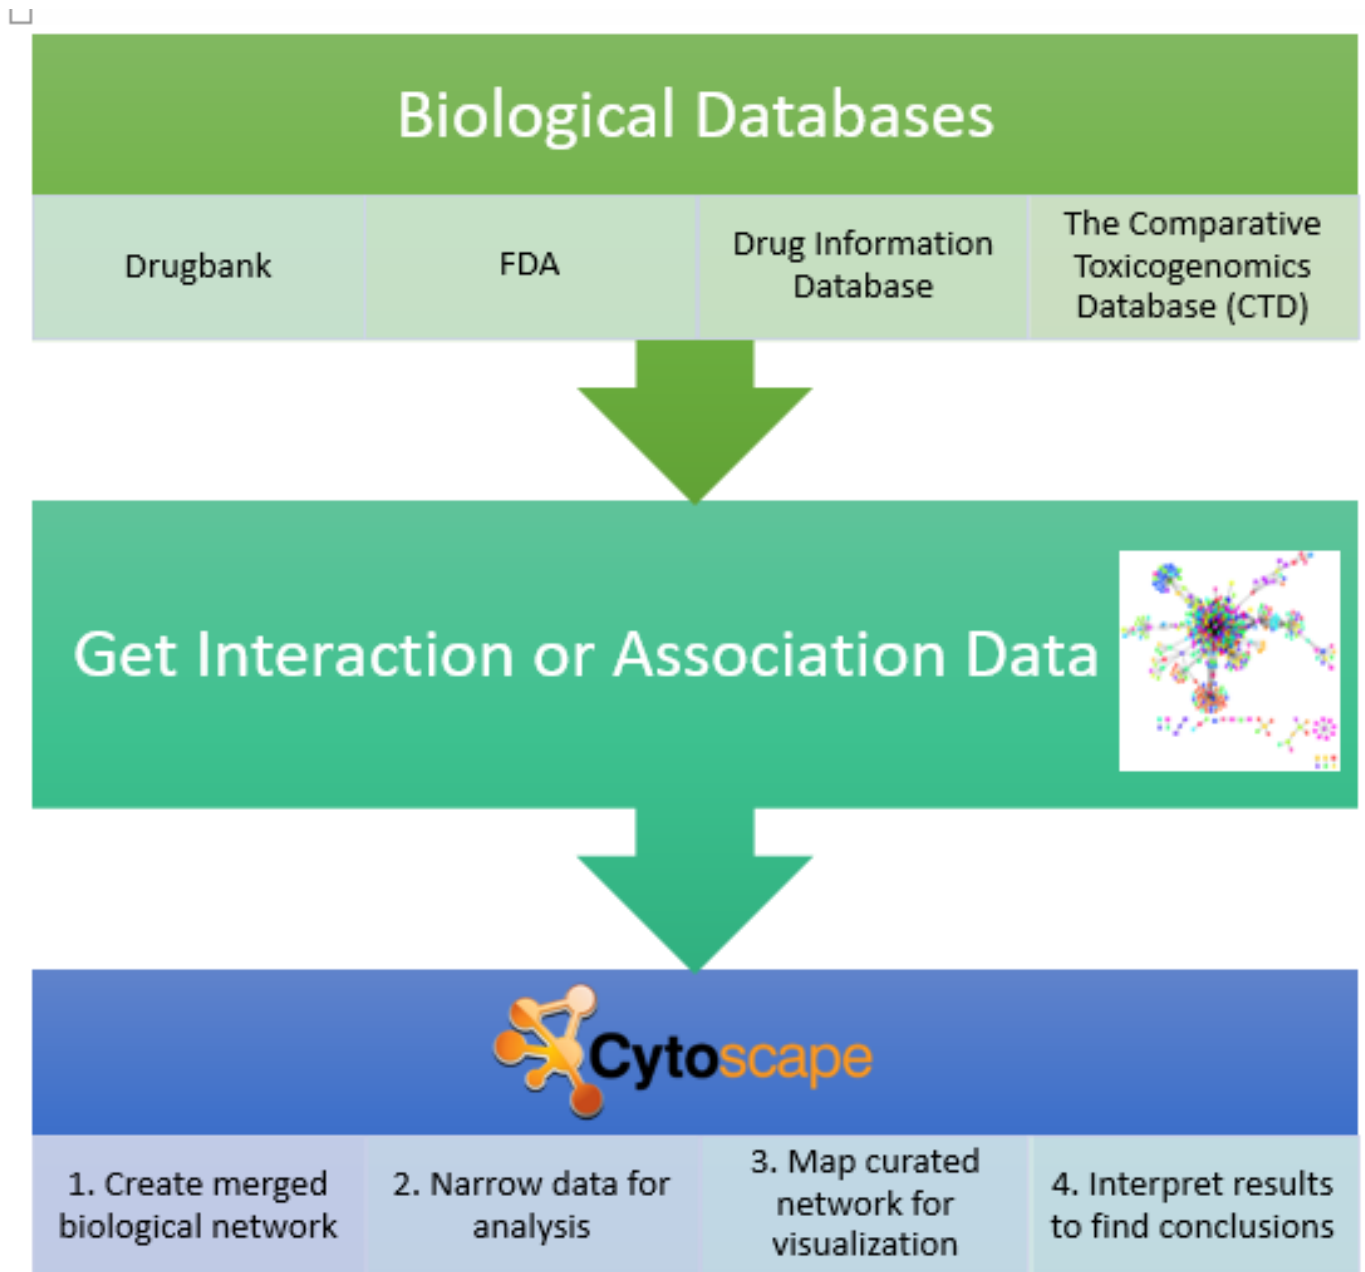 Biological Databases
Drugbank
FDA
Drug Information
Database
The Comparative
Toxicogenomics
Database (CTD)
Get Interaction or Association Data
Cytoscape
1. Create merged
biological network
2. Narrow data for
analysis
3. Map curated
network for
visualization
4. Interpret results
to find conclusions